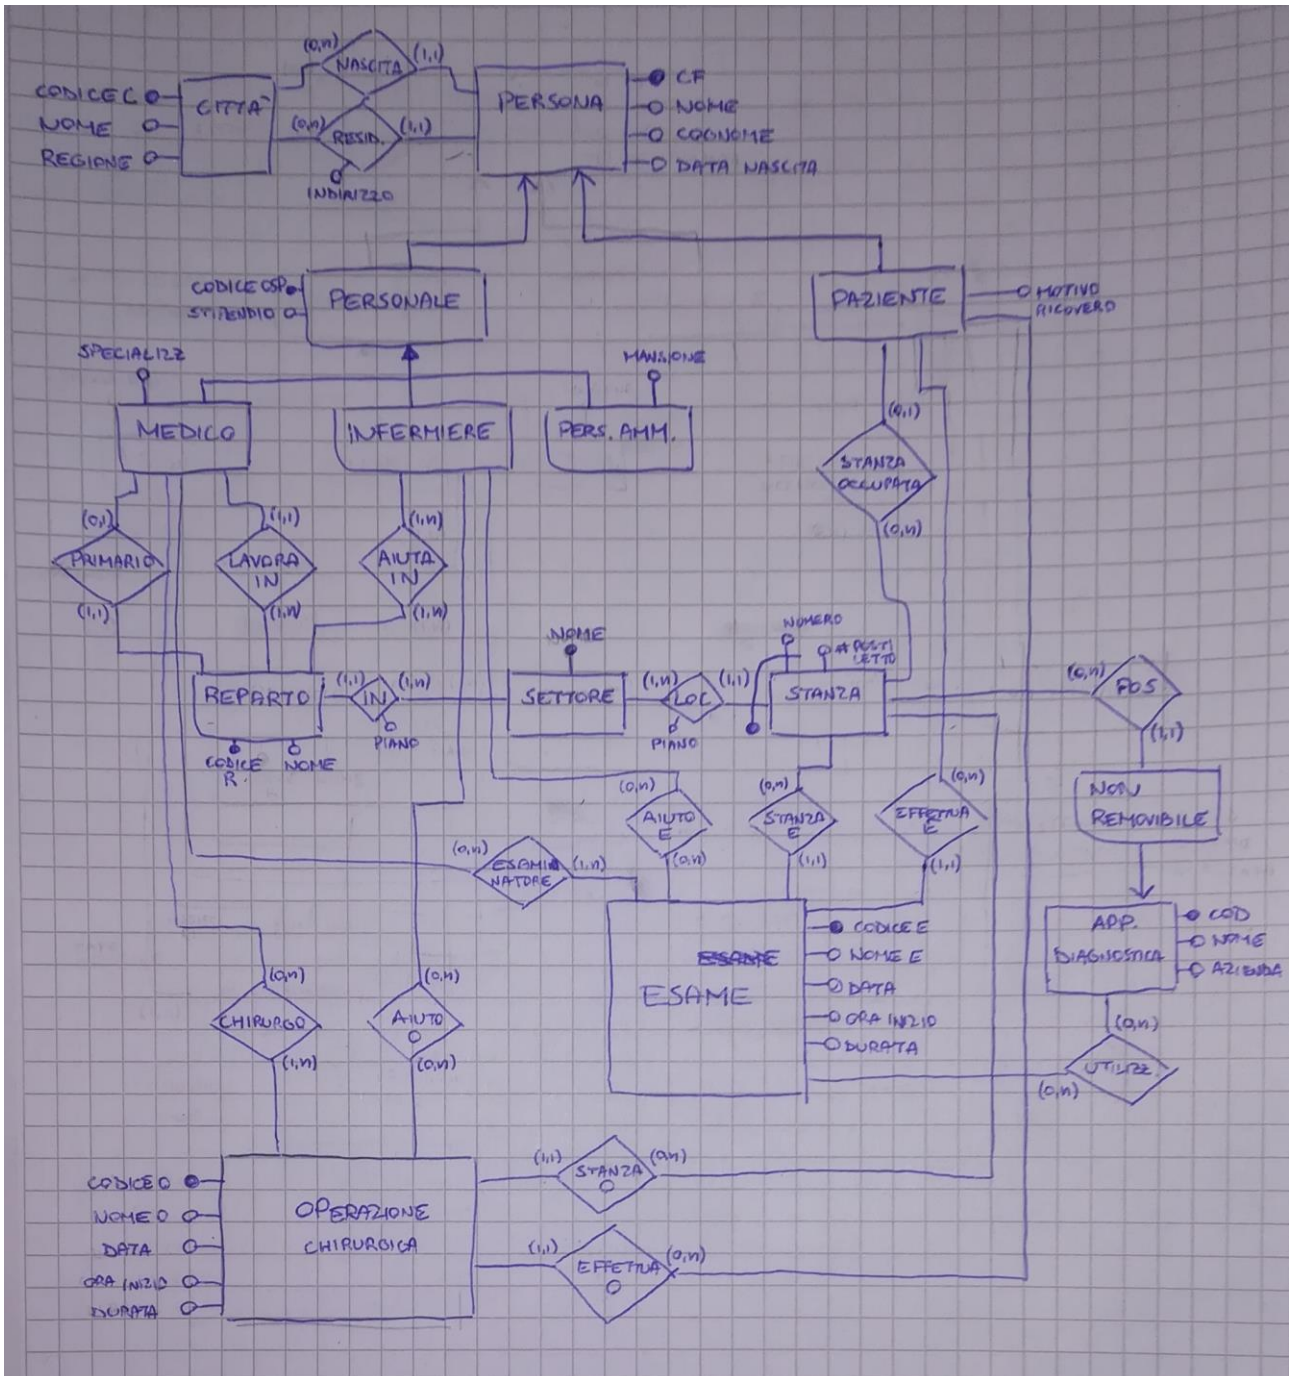 (0,n)
NASCITA
(1,1)
CODICE C
NOME
REGIONE
CITTÀ
(0,n)
RESID.
(1,1)
INDIRIZZO
PERSONA
CF
NOME
COGNOME
DATA NASCITA
CODICE OSP
STIPENDIO
PERSONALE
PAZIENTE
MOTIVO
RICOVERO
SPECIALIZZ
MANSIONE
MEDICO
INFERMIERE
PERS. AMM.
(0,1)
STANZA
OCCUPATA
(0,n)
(0,1)
PRIMARIO
(1,1)
(1,1)
LAVORA
IN
(1,n)
(1,n)
AIUTA
IN
(1,n)
NOME
NUMERO
# POSTI
LETTO
REPARTO
(1,1)
IN
(1,n)
PIANO
SETTORE
(1,n)
LOC
(1,1)
PIANO
STANZA
(0,n)
POS
(1,1)
CODICE
R.
NOME
(0,n)
AIUTO
E
(0,n)
(0,n)
STANZA
E
(1,1)
(0,n)
EFFETTUA
E
(1,1)
NON
REMOVIBILE
(0,n)
ESAMI
NATORE
(1,n)
ESAME
ESAME
CODICE E
NOME E
DATA
ORA INIZIO
DURATA
APP.
DIAGNOSTICA
COD
NOME
AZIENDA
(0,n)
CHIRURGO
(1,n)
(0,n)
AIUTO
O
(0,n)
(0,n)
UTILIZZ.
(0,n)
CODICE O
NOME O
DATA
ORA INIZIO
DURATA
OPERAZIONE
CHIRURGICA
(1,1)
STANZA
O
(0,n)
(1,1)
EFFETTUA
O
(0,n)